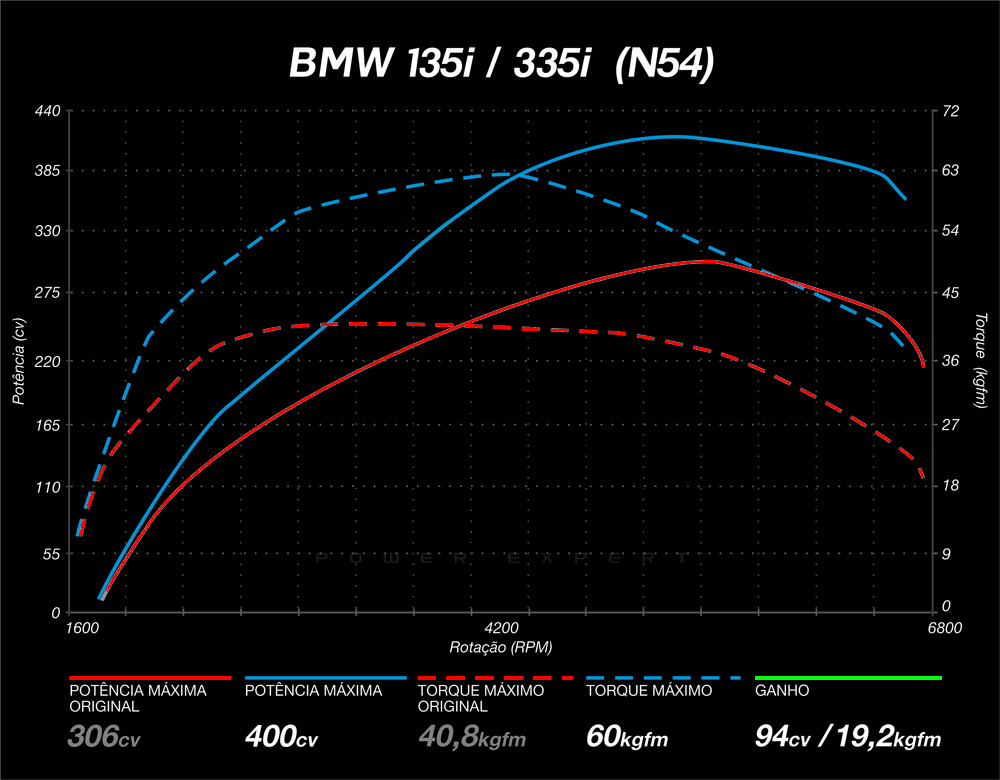 BMW 135i / 335i (N54)
440 72
385 63
330 54
275 45
220 36
165 27
110 18
55 9
0 0
Potência (cv)
Torque (kgfm)
POWER EXPERT
1600 4200 6800
Rotação (RPM)
POTÊNCIA MÁXIMA ORIGINAL
306cv
POTÊNCIA MÁXIMA
400cv
TORQUE MÁXIMO ORIGINAL
40,8kgfm
TORQUE MÁXIMO
60kgfm
GANHO
94cv / 19,2kgfm